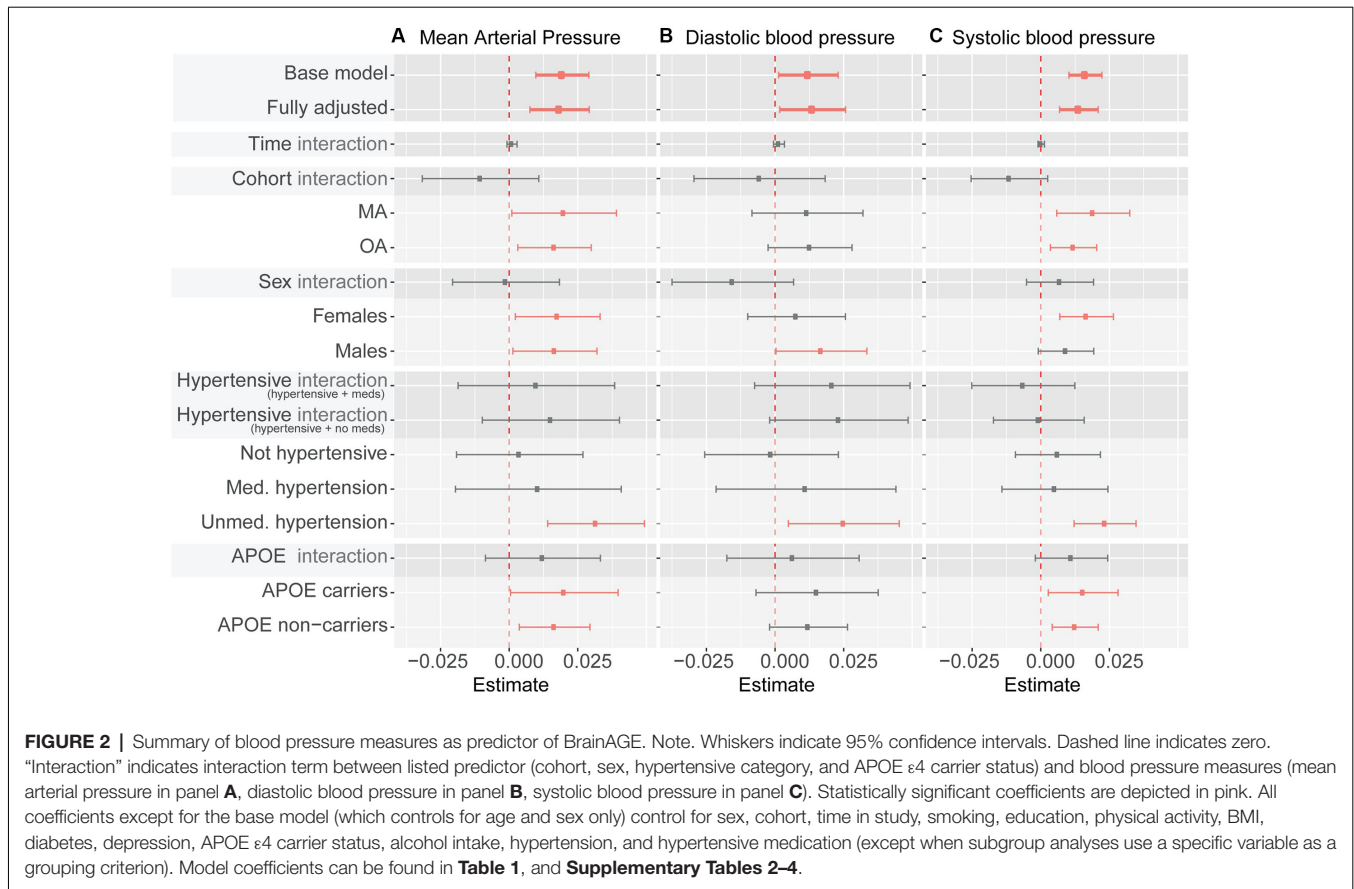 A Mean Arterial Pressure B Diastolic blood pressure C Systolic blood pressure
Base model
Fully adjusted
Time interaction
Cohort interaction
MA
OA
Sex interaction
Females
Males
Hypertensive interaction
(hypertensive + meds)
Hypertensive interaction
(hypertensive + no meds)
Not hypertensive
Med. hypertension
Unmed. hypertension
APOE interaction
APOE carriers
APOE non−carriers
−0.025 0.000 0.025 −0.025 0.000 0.025 −0.025 0.000 0.025
Estimate Estimate Estimate
FIGURE 2 | Summary of blood pressure measures as predictor of BrainAGE. Note. Whiskers indicate 95% confidence intervals. Dashed line indicates zero.
“Interaction” indicates interaction term between listed predictor (cohort, sex, hypertensive category, and APOE ε4 carrier status) and blood pressure measures (mean
arterial pressure in panel A, diastolic blood pressure in panel B, systolic blood pressure in panel C). Statistically significant coefficients are depicted in pink. All
coefficients except for the base model (which controls for age and sex only) control for sex, cohort, time in study, smoking, education, physical activity, BMI,
diabetes, depression, APOE ε4 carrier status, alcohol intake, hypertension, and hypertensive medication (except when subgroup analyses use a specific variable as a
grouping criterion). Model coefficients can be found in Table 1, and Supplementary Tables 2–4.